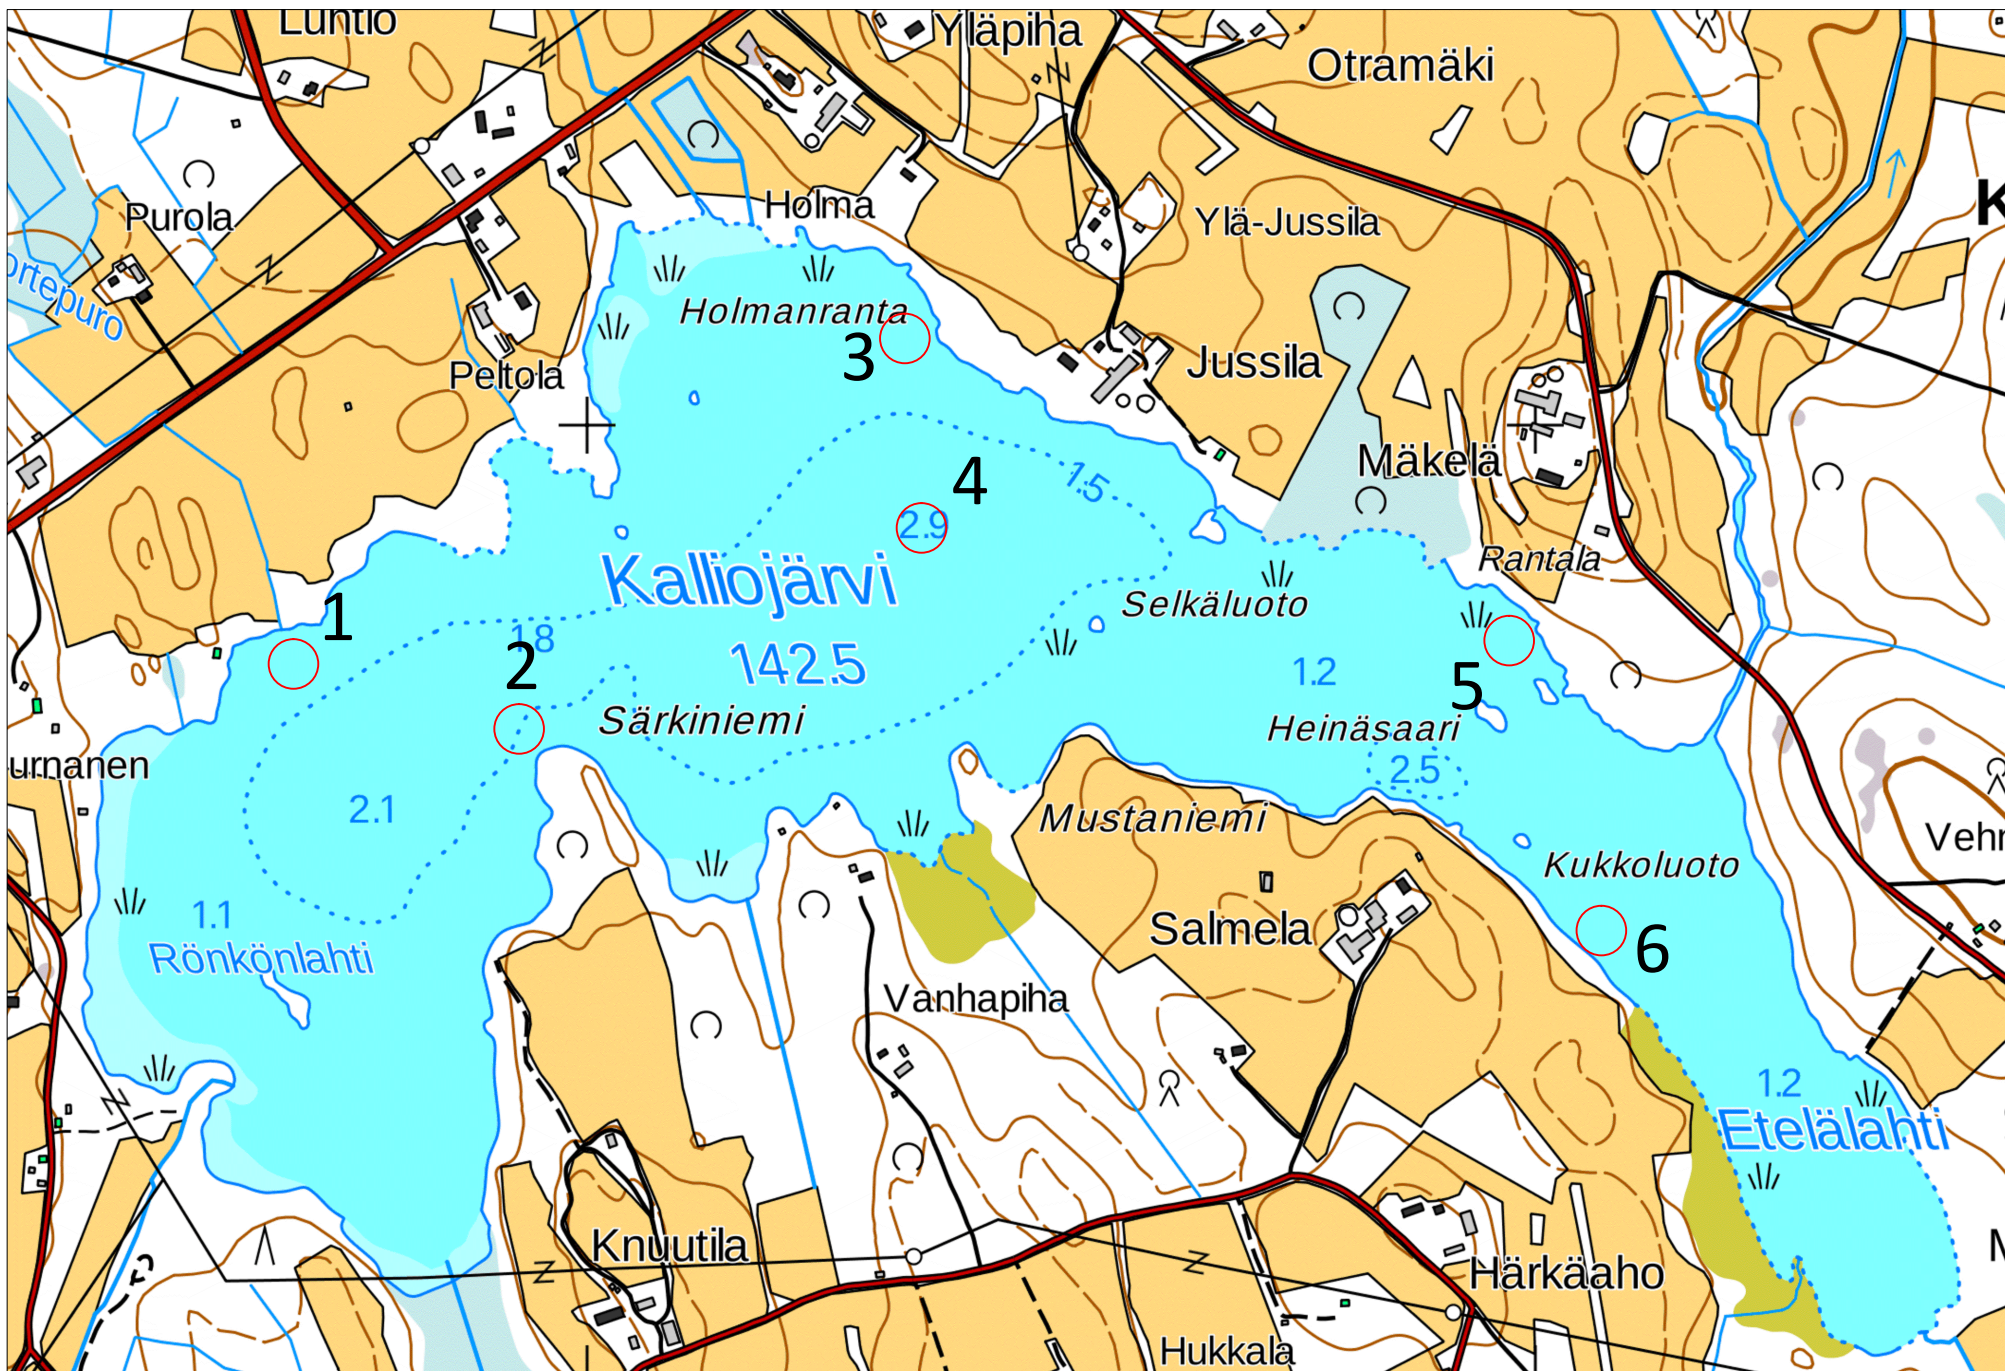 Luhtio
Yläpiha
Otramäki
Purola
Holma
Ylä-Jussila
K
ortepuro
Holmanranta
3
Peltola
Jussila
Mäkelä
4
1.5
2.9
Kalliojärvi
Rantala
Selkäluoto
1
1.8
2
142.5
1.2
5
Särkiniemi
Heinäsaari
urnanen
2.5
2.1
Mustaniemi
Vehr
Kukkoluoto
1.1
Salmela
6
Rönkönlahti
Vanhapiha
1.2
Etelälahti
Knuutila
Härkäaho
Hukkala